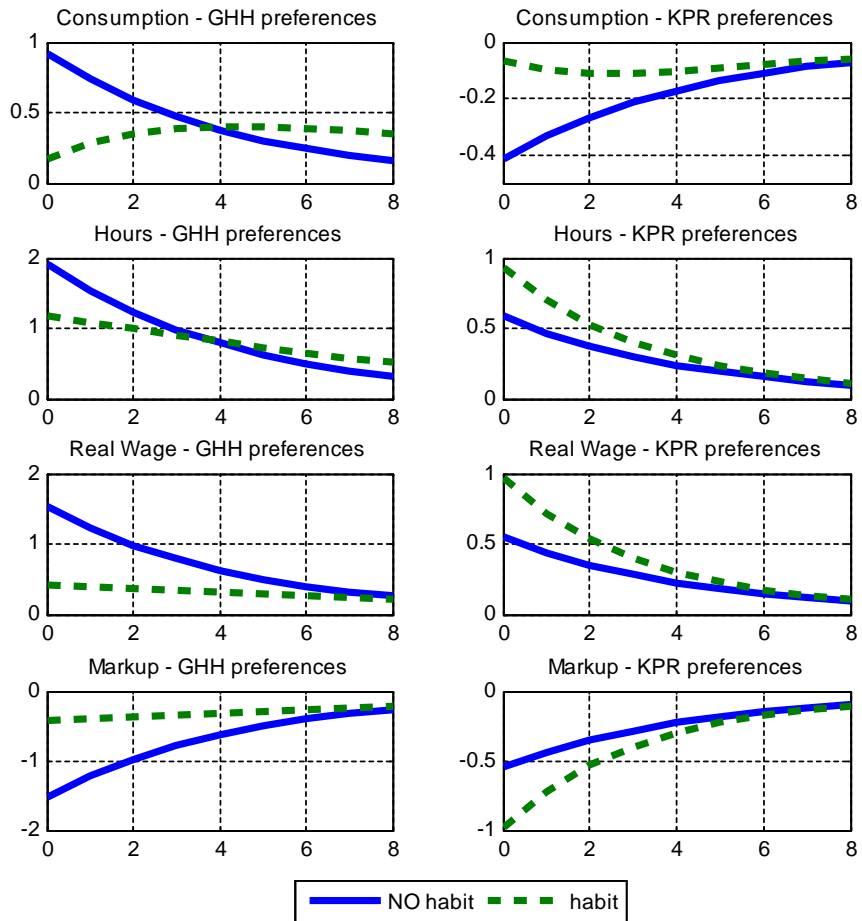 Consumption - GHH preferences
Consumption - KPR preferences
1
0.5
0
0 2 4 6 8
0
-0.2
-0.4
0 2 4 6 8
Hours - GHH preferences
Hours - KPR preferences
2
1
0
0 2 4 6 8
1
0.5
0
0 2 4 6 8
Real Wage - GHH preferences
Real Wage - KPR preferences
2
1
0
0 2 4 6 8
1
0.5
0
0 2 4 6 8
Markup - GHH preferences
Markup - KPR preferences
0
-1
-2
0 2 4 6 8
0
-0.5
-1
0 2 4 6 8
NO habit habit